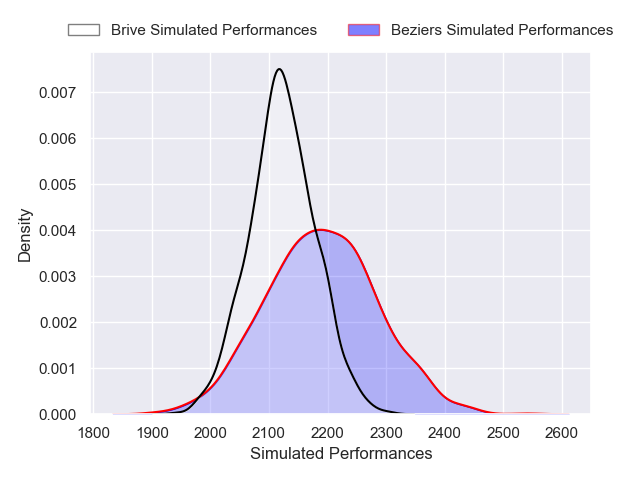 Brive Simulated Performances
Beziers Simulated Performances
Density
0.007
0.006
0.005
0.004
0.003
0.002
0.001
0.000
1800 1900 2000 2100 2200 2300 2400 2500 2600
Simulated Performances